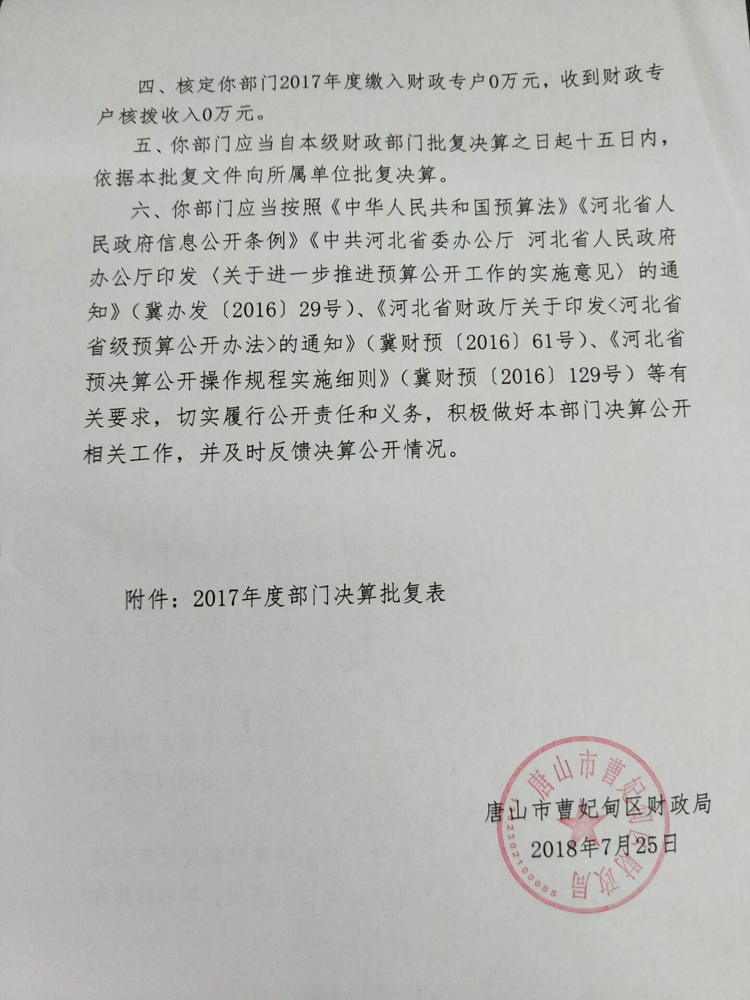 四、核定你部门2017年度缴入财政专户0万元，收到财政专
户核拨收入0万元。
五、你部门应当自本级财政部门批复决算之日起十五日内，
依据本批复文件向所属单位批复决算。
六、你部门应当按照《中华人民共和国预算法》《河北省人
民政府信息公开条例》《中共河北省委办公厅 河北省人民政府
办公厅印发〈关于进一步推进预算公开工作的实施意见〉的通
知》（冀办发〔2016〕29号）、《河北省财政厅关于印发<河北省
省级预算公开办法>的通知》（冀财预〔2016〕61号）、《河北省
预决算公开操作规程实施细则》（冀财预〔2016〕129号）等有
关要求，切实履行公开责任和义务，积极做好本部门决算公开
相关工作，并及时反馈决算公开情况。
附件：2017年度部门决算批复表
唐山市曹妃甸区财政局
2018年7月25日
唐山市曹妃甸区财政局